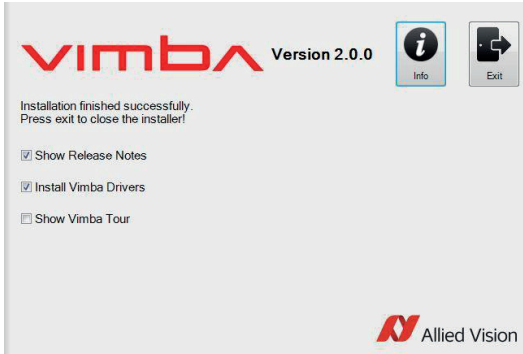 vimba Version 2.0.0
Info
Exit
Installation finished successfully.
Press exit to close the installer!
Show Release Notes
Install Vimba Drivers
Show Vimba Tour
Allied Vision